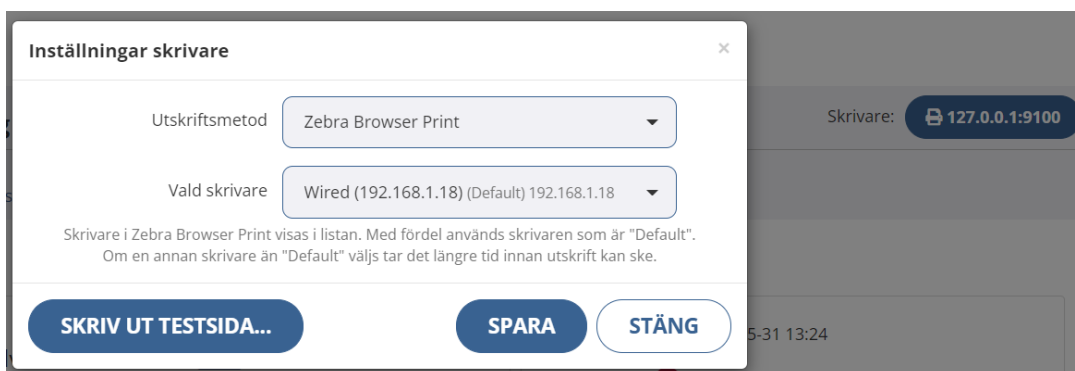 Inställningar skrivare
×
Skrivare: 127.0.0.1:9100
Utskriftsmetod Zebra Browser Print
Vald skrivare Wired (192.168.1.18) (Default) 192.168.1.18
Skrivare i Zebra Browser Print visas i listan. Med fördel används skrivaren som är "Default".
Om en annan skrivare än "Default" väljs tar det längre tid innan utskrift kan ske.
SKRIV UT TESTSIDA... SPARA STÄNG
5-31 13:24